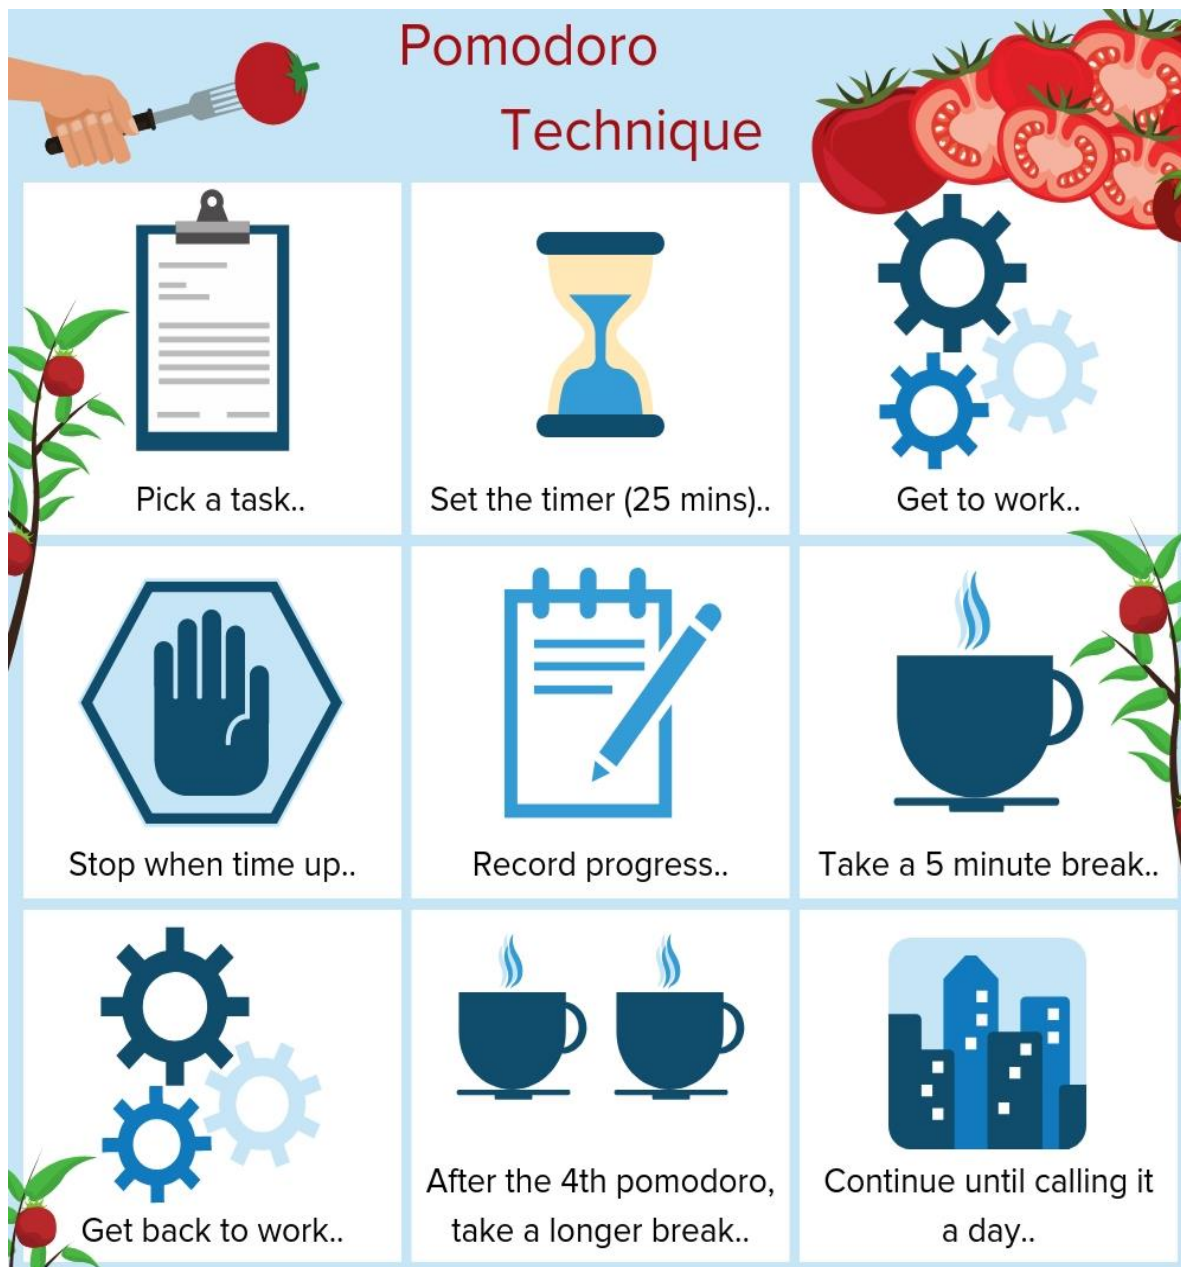 Pomodoro
Technique
Pick a task..
Set the timer (25 mins)..
Get to work..
Stop when time up..
Record progress..
Take a 5 minute break..
Get back to work..
After the 4th pomodoro,
take a longer break..
Continue until calling it
a day..